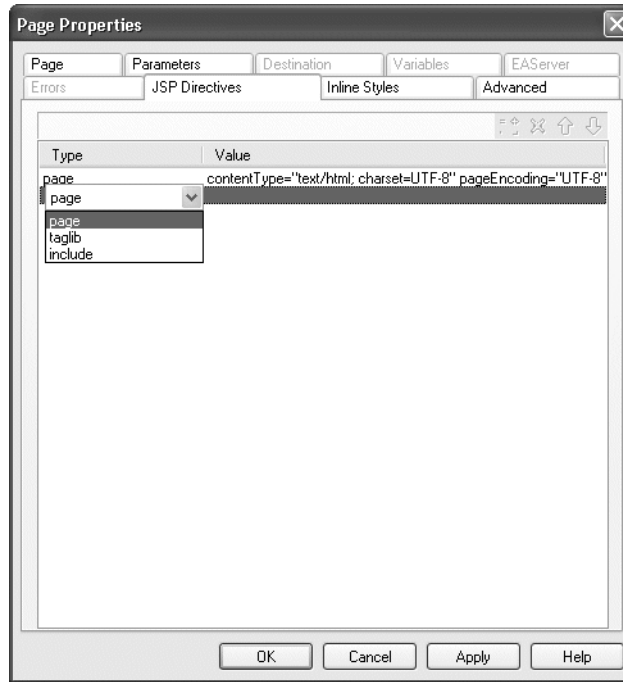 Page Properties
Page Parameters Destination Variables EAServer
Errors JSP Directives Inline Styles Advanced
Type Value
page contentType="text/html; charset=UTF-8" pageEncoding="UTF-8"
page
page
taglib
include
OK Cancel Apply Help